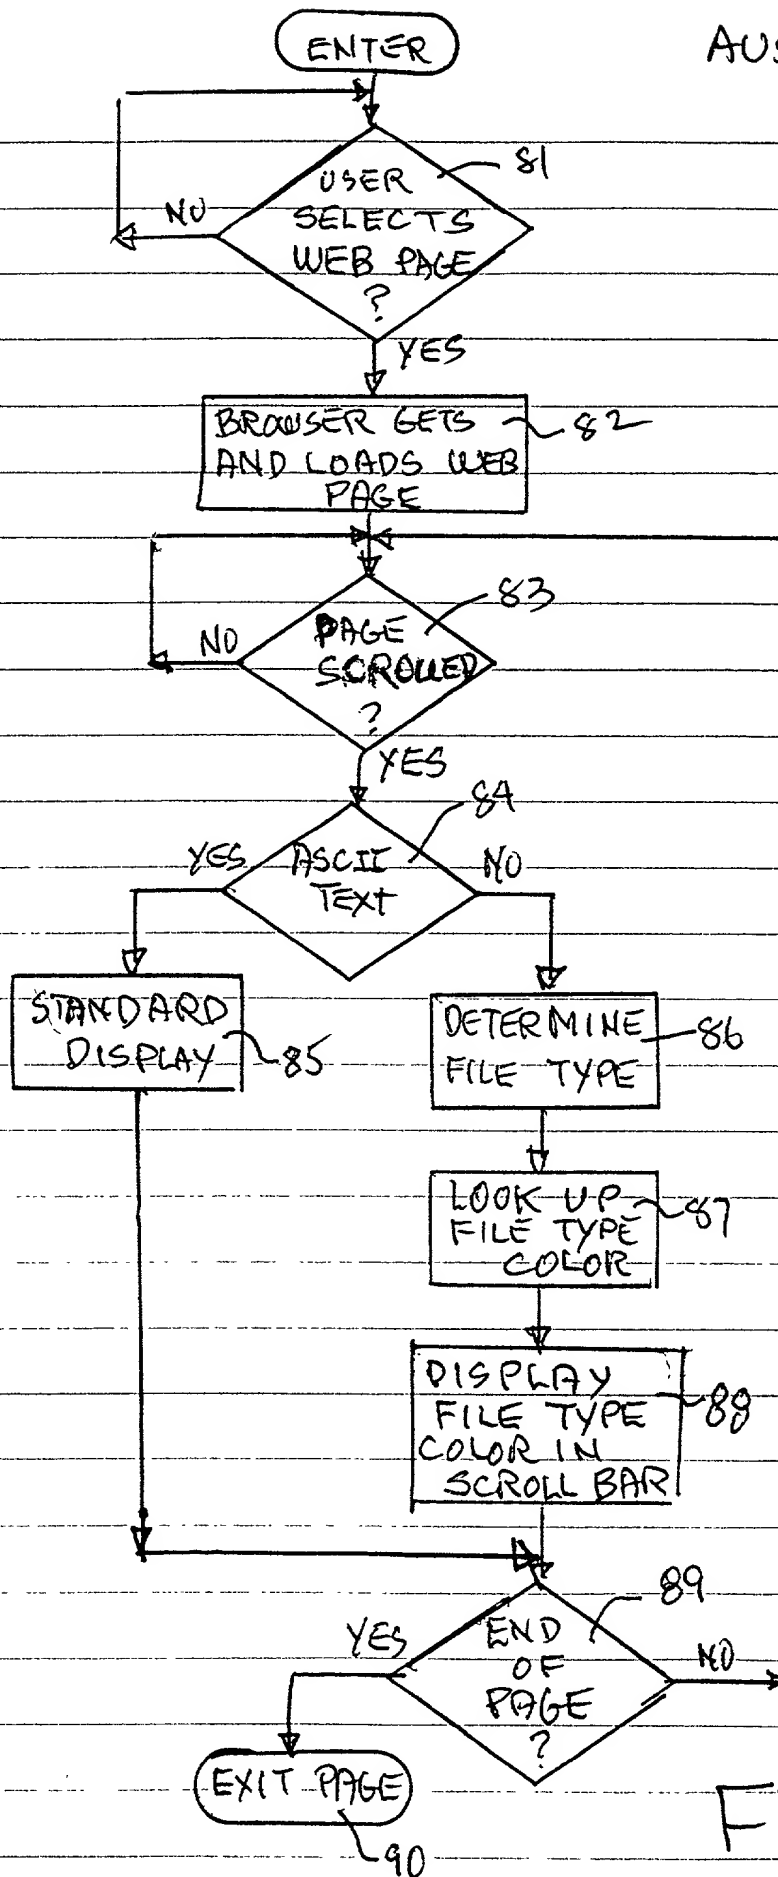 ENTER
AUS
81
USER
SELECTS
WEB PAGE
?
NO
YES
BROWSER GETS
AND LOADS WEB
PAGE
82
83
PAGE
SCROLLED
?
NO
YES
84
ASCII
TEXT
YES
NO
STANDARD
DISPLAY
85
DETERMINE
FILE TYPE
86
LOOK UP
FILE TYPE
COLOR
87
DISPLAY
FILE TYPE
COLOR IN
SCROLL BAR
88
89
END
OF
PAGE
?
YES
NO
EXIT PAGE
90
F